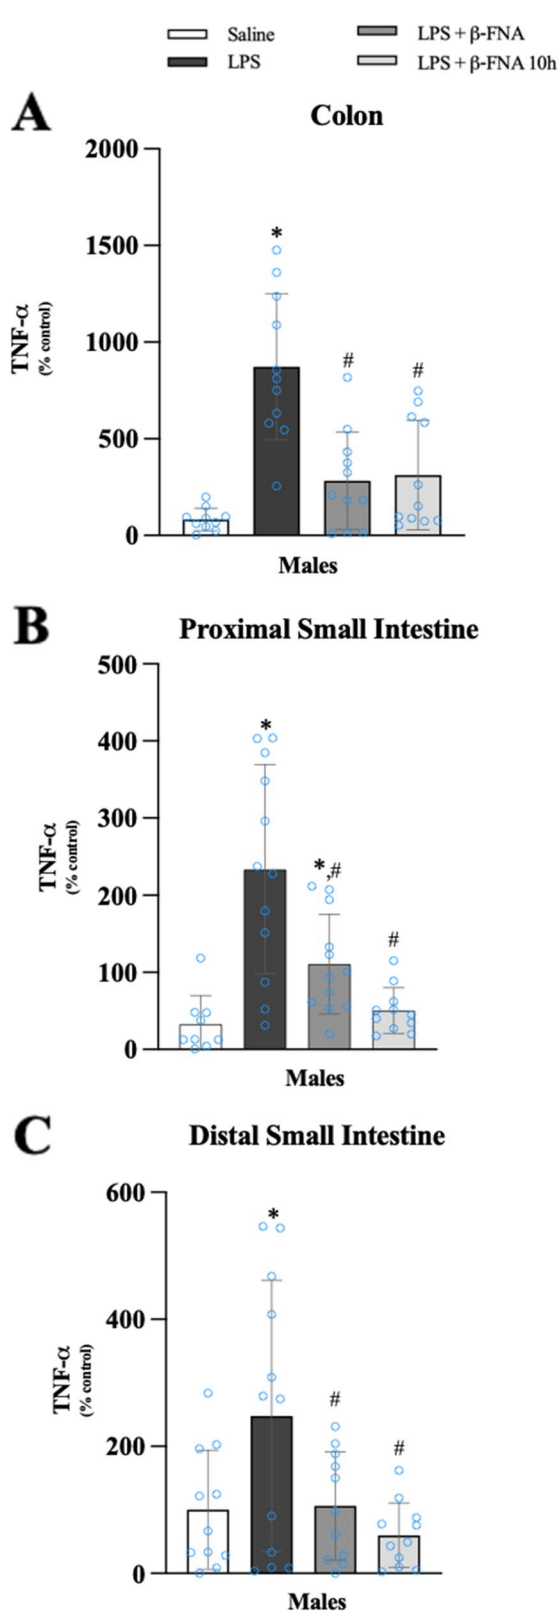 Saline
LPS
LPS + β-FNA
LPS + β-FNA 10h
A
Colon
2000
1500
1000
500
0
TNF-α
(% control)
*
#
#
Males
B
Proximal Small Intestine
500
400
300
200
100
0
TNF-α
(% control)
*
*,#
#
Males
C
Distal Small Intestine
600
400
200
0
TNF-α
(% control)
*
#
#
Males